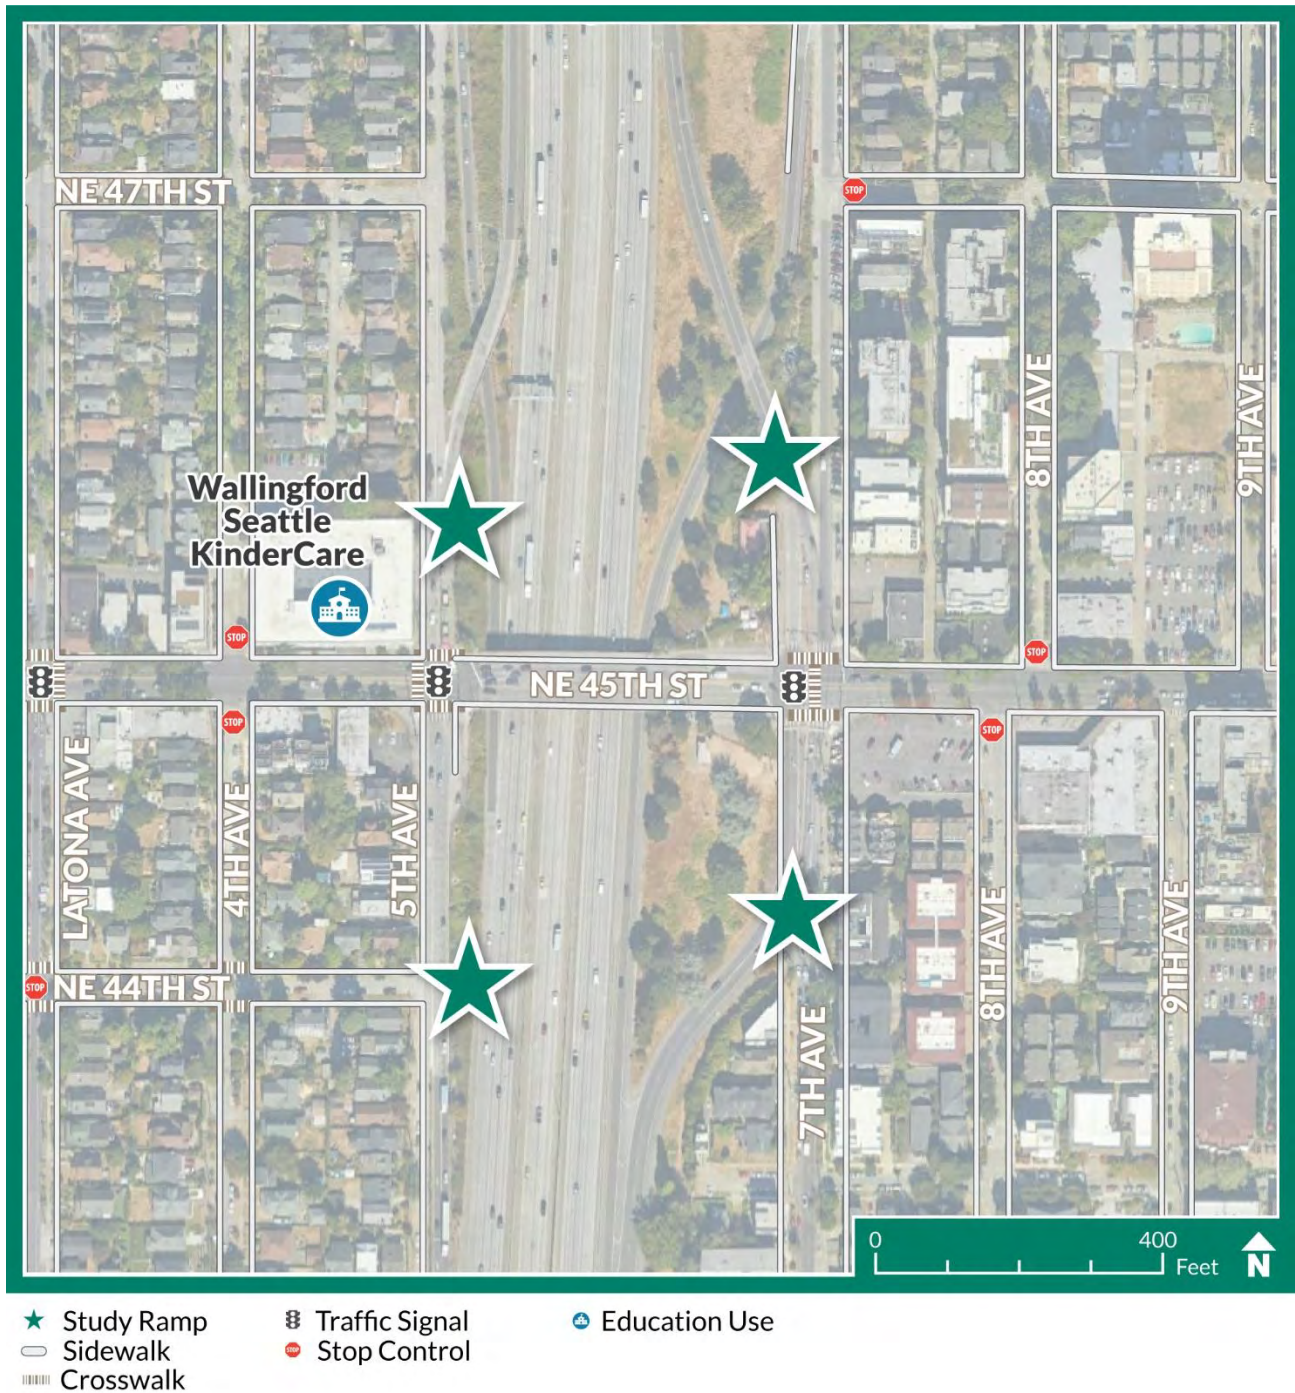 NE 47TH ST
STOP
8TH AVE
9TH AVE
Wallingford
Seattle
KinderCare
STOP
STOP
NE 45TH ST
STOP
STOP
LATONA AVE
4TH AVE
5TH AVE
8TH AVE
9TH AVE
STOP
NE 44TH ST
7TH AVE
0
400
Feet
N
Study Ramp
Traffic Signal
Education Use
Sidewalk
STOP
Stop Control
Crosswalk